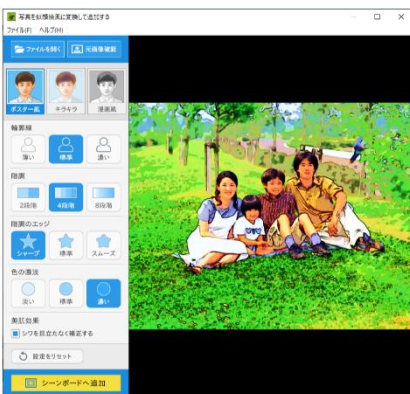 写真を似顔絵風に変換して追加する
ファイル(F) ヘルプ(H)
ファイルを開く 元画像確認
ポスター風 キラキラ 漫画風
輪郭線
薄い 標準 濃い
階調
2段階 4段階 8段階
階調のエッジ
シャープ 標準 スムーズ
色の濃淡
淡い 標準 濃い
美肌効果
シワを目立たなく補正する
設定をリセット
シーンボードへ追加